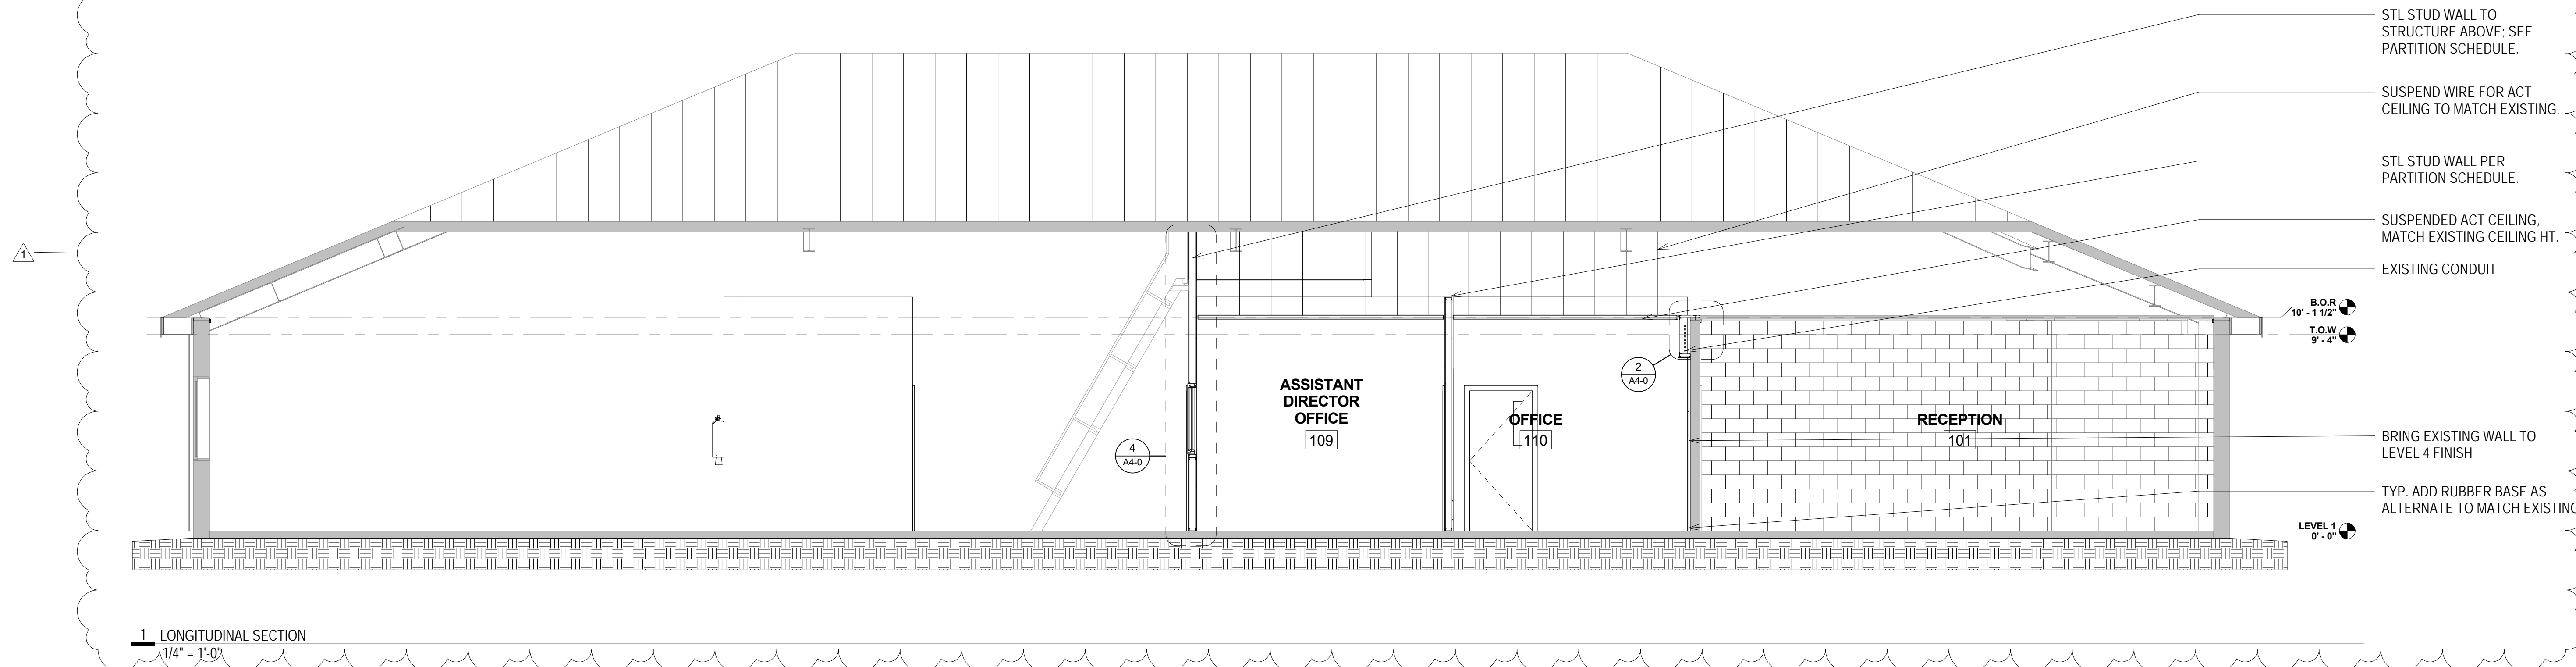 STL STUD WALL TO
STRUCTURE ABOVE; SEE
PARTITION SCHEDULE.
SUSPEND WIRE FOR ACT
CEILING TO MATCH EXISTING.
STL STUD WALL PER
PARTITION SCHEDULE.
SUSPENDED ACT CEILING,
MATCH EXISTING CEILING HT.
EXISTING CONDUIT
1
B.O.R
10' - 1 1/2"
T.O.W
9' - 4"
2
A4-0
ASSISTANT
DIRECTOR
OFFICE
109
OFFICE
110
RECEPTION
101
4
A4-0
BRING EXISTING WALL TO
LEVEL 4 FINISH
TYP. ADD RUBBER BASE AS
ALTERNATE TO MATCH EXISTING
LEVEL 1
0' - 0"
1 LONGITUDINAL SECTION
1/4" = 1'-0"